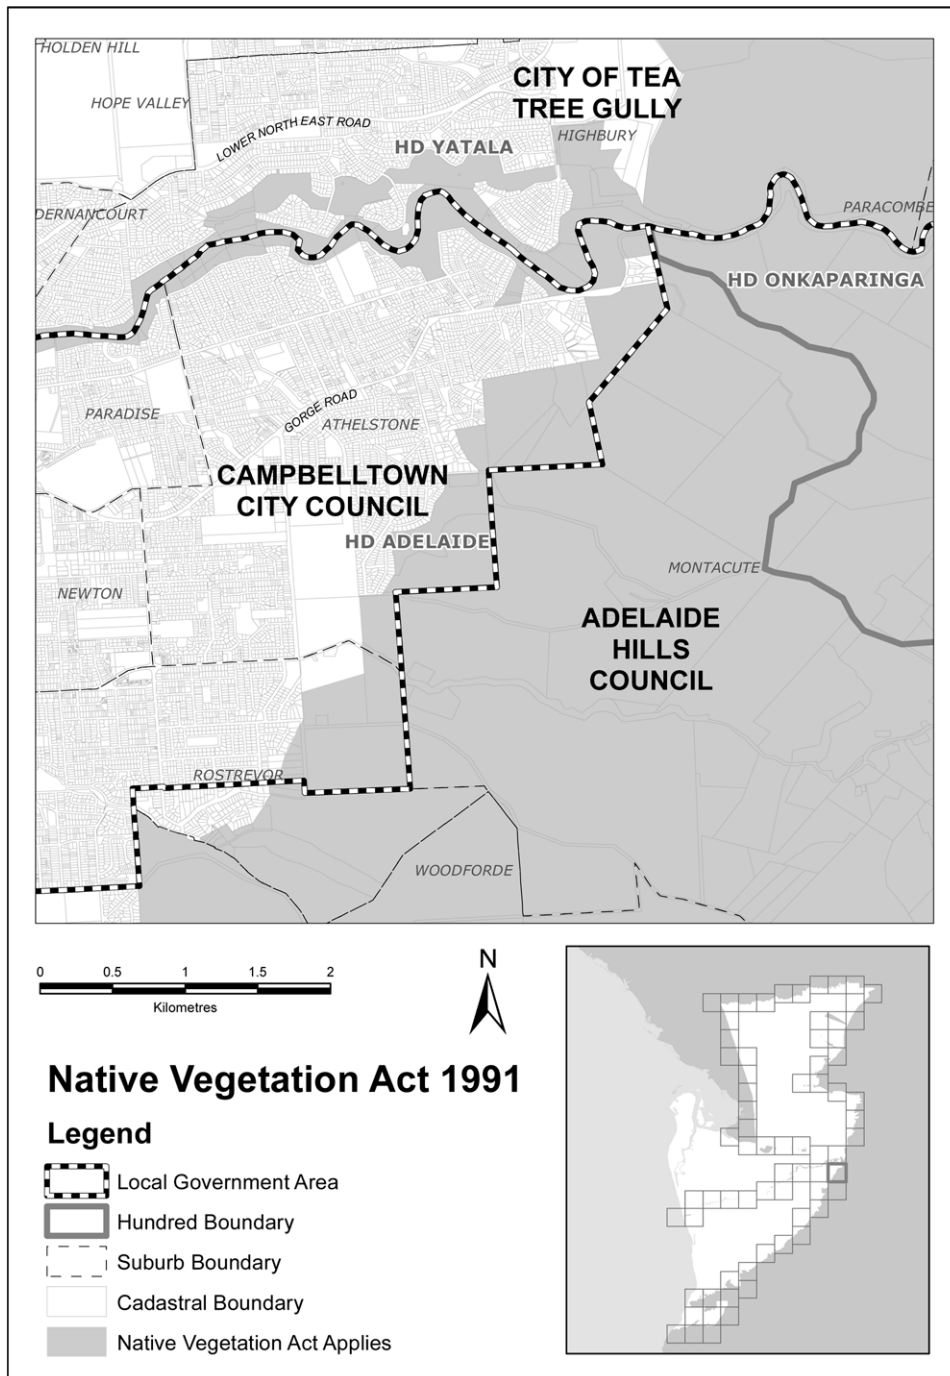 HOLDEN HILL
CITY OF TEA
TREE GULLY
HOPE VALLEY
LOWER NORTH EAST ROAD
HIGHBURY
HD YATALA
DERNANCOURT
PARACOMBE
HD ONKAPARINGA
PARADISE
GORGE ROAD
ATHELSTONE
CAMPBELLTOWN
CITY COUNCIL
HD ADELAIDE
MONTACUTE
NEWTON
ADELAIDE
HILLS
COUNCIL
ROSTREVOR
WOODFORDE
0 0.5 1 1.5 2
Kilometres
N
Native Vegetation Act 1991
Legend
Local Government Area
Hundred Boundary
Suburb Boundary
Cadastral Boundary
Native Vegetation Act Applies